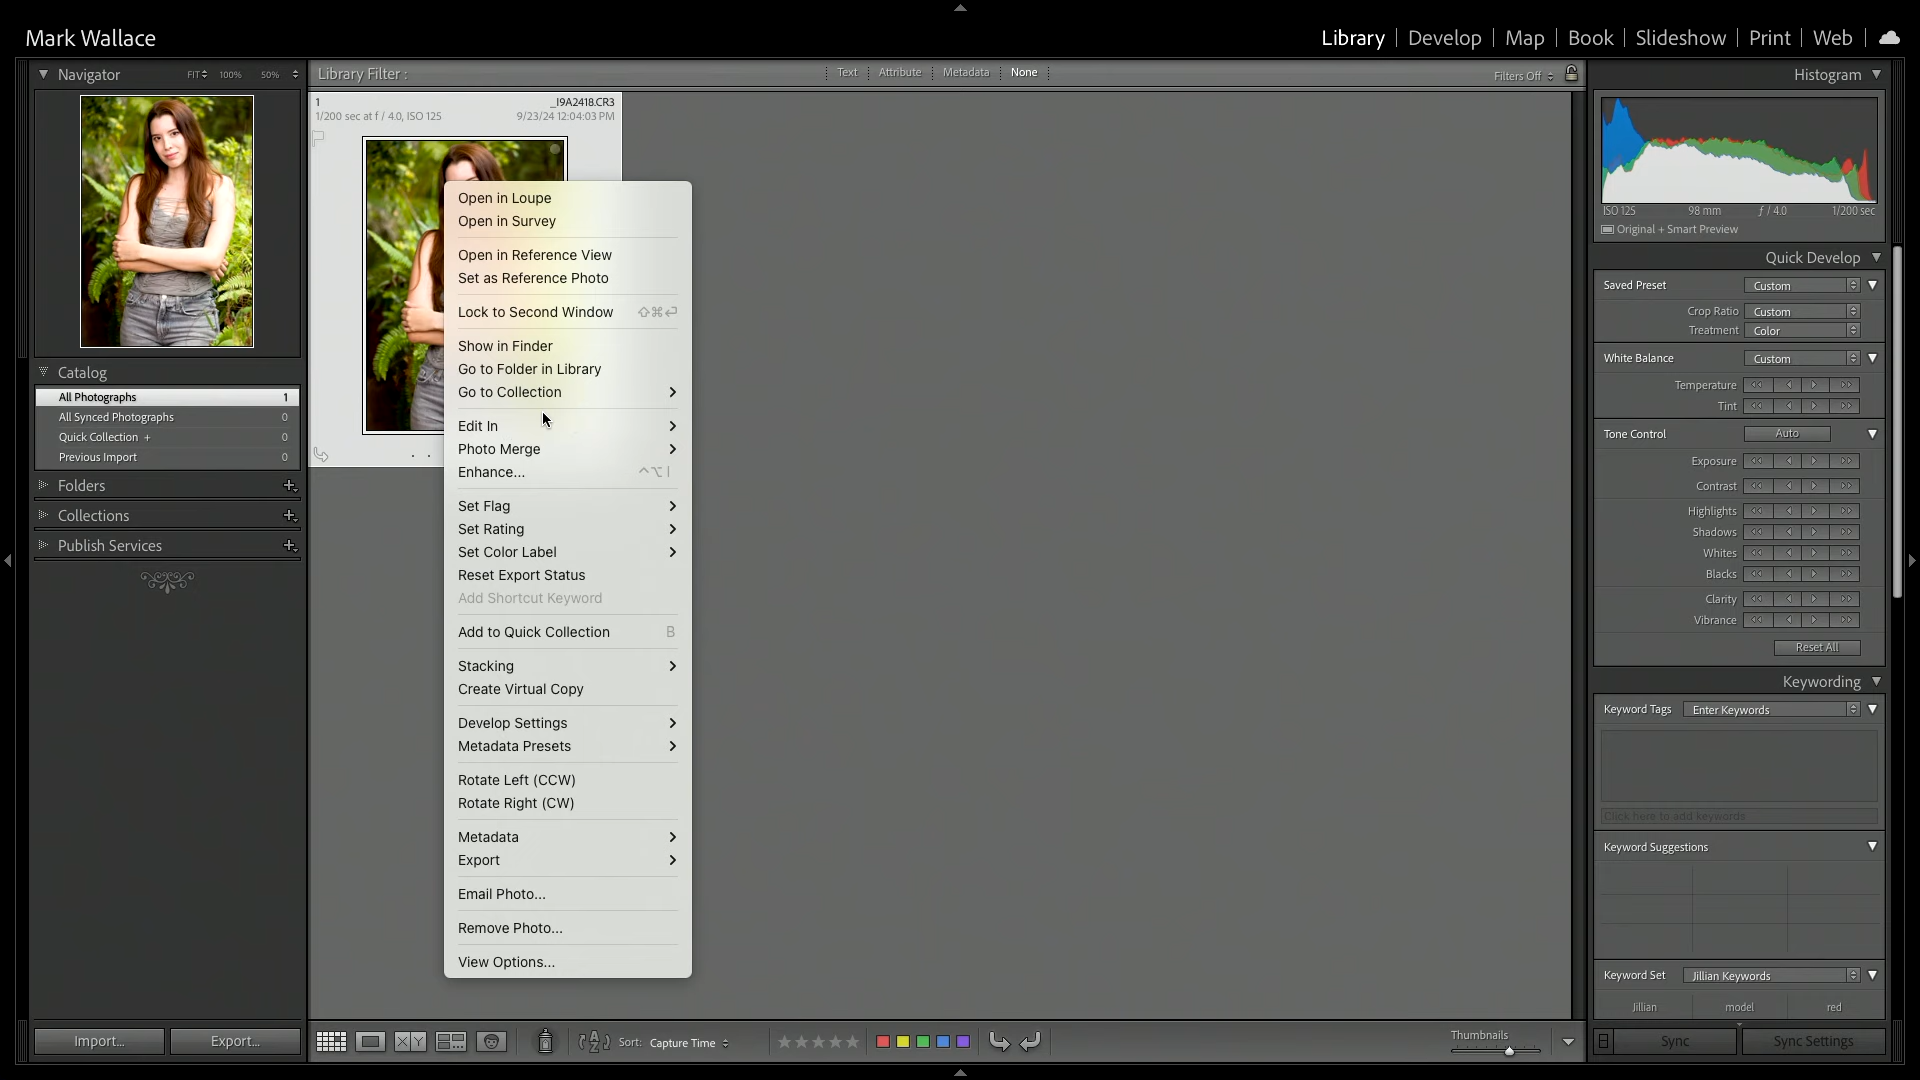 Mark Wallace
Library Develop Map Book Slideshow Print Web
Navigator FIT 100% 50%
Library Filter : Text Attribute Metadata None Filters Off
Histogram
1 _I9A2418.CR3
1/200 sec at f / 4.0, ISO 125 9/23/24 12:04:03 PM
ISO 125 98 mm ƒ / 4.0 1/200 sec
Original + Smart Preview
Catalog
All Photographs 1
All Synced Photographs 0
Quick Collection + 0
Previous Import 0
Folders
Collections
Publish Services
Open in Loupe
Open in Survey
Open in Reference View
Set as Reference Photo
Lock to Second Window ⇧⌘↩
Show in Finder
Go to Folder in Library
Go to Collection
Edit In
Photo Merge
Enhance... ^⌥I
Set Flag
Set Rating
Set Color Label
Reset Export Status
Add Shortcut Keyword
Add to Quick Collection B
Stacking
Create Virtual Copy
Develop Settings
Metadata Presets
Rotate Left (CCW)
Rotate Right (CW)
Metadata
Export
Email Photo...
Remove Photo...
View Options...
Quick Develop
Saved Preset Custom
Crop Ratio Custom
Treatment Color
White Balance Custom
Temperature
Tint
Tone Control Auto
Exposure
Contrast
Highlights
Shadows
Whites
Blacks
Clarity
Vibrance
Reset All
Keywording
Keyword Tags Enter Keywords
Click here to add keywords
Keyword Suggestions
Keyword Set Jillian Keywords
Jillian model red
Import... Export...
XY Sort: Capture Time Thumbnails
Sync Sync Settings